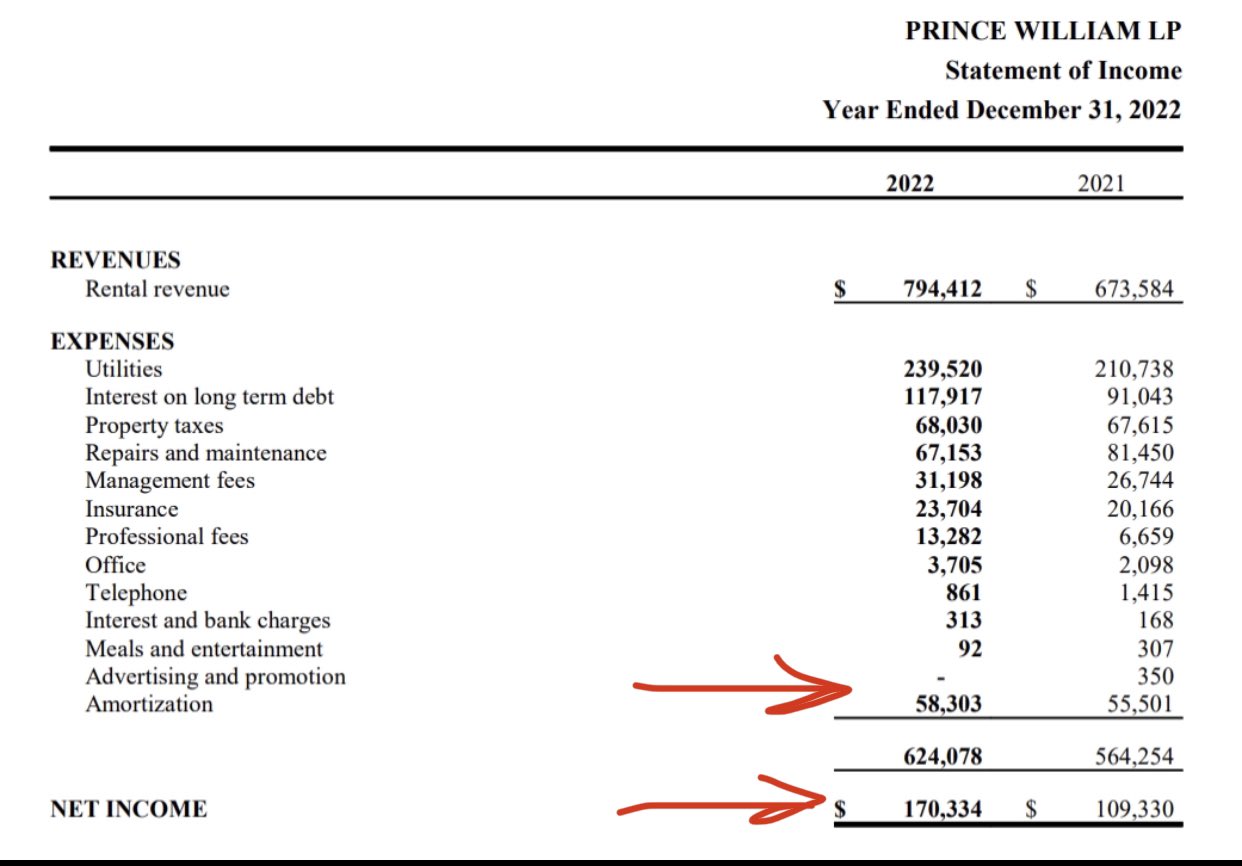 PRINCE WILLIAM LP
Statement of Income
Year Ended December 31, 2022
2022 2021
REVENUES
Rental revenue $ 794,412 $ 673,584
EXPENSES
Utilities 239,520 210,738
Interest on long term debt 117,917 91,043
Property taxes 68,030 67,615
Repairs and maintenance 67,153 81,450
Management fees 31,198 26,744
Insurance 23,704 20,166
Professional fees 13,282 6,659
Office 3,705 2,098
Telephone 861 1,415
Interest and bank charges 313 168
Meals and entertainment 92 307
Advertising and promotion - 350
Amortization 58,303 55,501
624,078 564,254
NET INCOME $ 170,334 $ 109,330